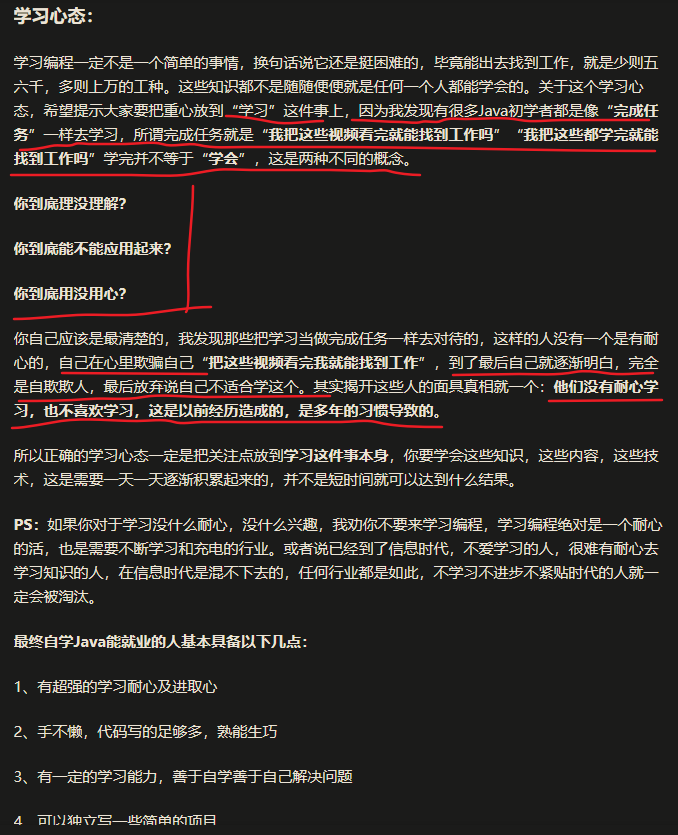 学习心态：
学习编程一定不是一个简单的事情，换句话说它还是挺困难的，毕竟能出去找到工作，就是少则五
六千，多则上万的工种。这些知识都不是随随便便就是任何一个人都能学会的。关于这个学习心
态，希望提示大家要把重心放到“学习”这件事上，因为我发现有很多Java初学者都是像“完成任
务”一样去学习，所谓完成任务就是“我把这些视频看完就能找到工作吗”“我把这些都学完就能
找到工作吗”学完并不等于“学会”，这是两种不同的概念。
你到底理没理解？
你到底能不能应用起来？
你到底用没用心？
你自己应该是最清楚的，我发现那些把学习当做完成任务一样去对待的，这样的人没有一个是有耐
心的，自己在心里欺骗自己“把这些视频看完我就能找到工作”，到了最后自己就逐渐明白，完全
是自欺欺人，最后放弃说自己不适合学这个。其实揭开这些人的面具真相就一个：他们没有耐心学
习，也不喜欢学习，这是以前经历造成的，是多年的习惯导致的。
所以正确的学习心态一定是把关注点放到学习这件事本身，你要学会这些知识，这些内容，这些技
术，这是需要一天一天逐渐积累起来的，并不是短时间就可以达到什么结果。
PS：如果你对于学习没什么耐心，没什么兴趣，我劝你不要来学习编程，学习编程绝对是一个耐心
的活，也是需要不断学习和充电的行业。或者说已经到了信息时代，不爱学习的人，很难有耐心去
学习知识的人，在信息时代是混不下去的，任何行业都是如此，不学习不进步不紧贴时代的人就一
定会被淘汰。
最终自学Java能就业的人基本具备以下几点：
1、有超强的学习耐心及进取心
2、手不懒，代码写的足够多，熟能生巧
3、有一定的学习能力，善于自学善于自己解决问题
4、可以独立写一些简单的项目